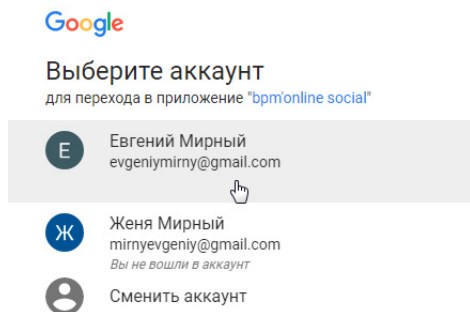 Google
Выберите аккаунт
для перехода в приложение "bpm'online social"
Е
Евгений Мирный
evgeniymirny@gmail.com
Ж
Женя Мирный
mirnyevgeniy@gmail.com
Вы не вошли в аккаунт
Сменить аккаунт